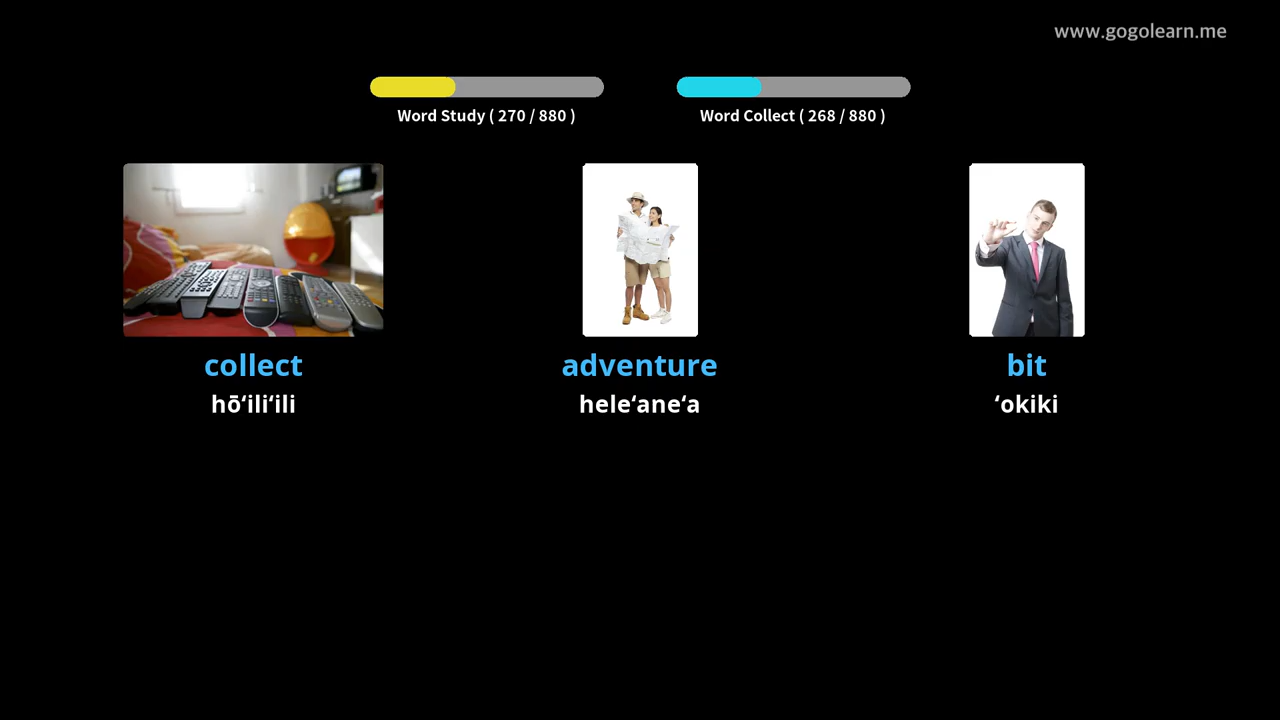 www.gogolearn.me
Word Study ( 270 / 880 )
Word Collect ( 268 / 880 )
collect
adventure
bit
hōʻiliʻili
heleʻaneʻa
ʻokiki